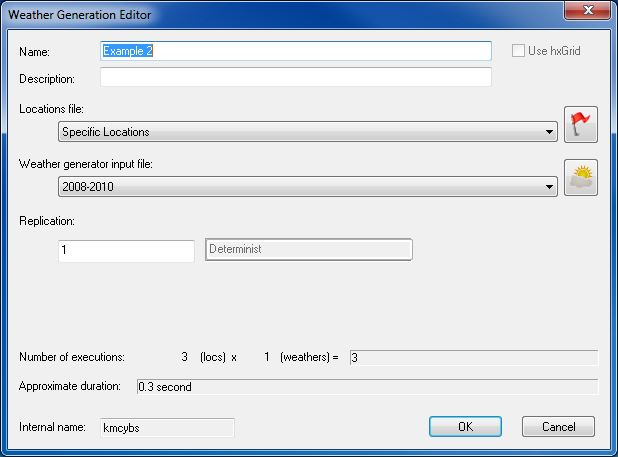 Weather Generation Editor
Name: Example 2 Use hxGrid
Description:
Locations file:
Specific Locations
Weather generator input file:
2008-2010
Replication:
1 Determinist
Number of executions: 3 (locs) x 1 (weathers) = 3
Approximate duration: 0.3 second
Internal name: kmcybs OK Cancel